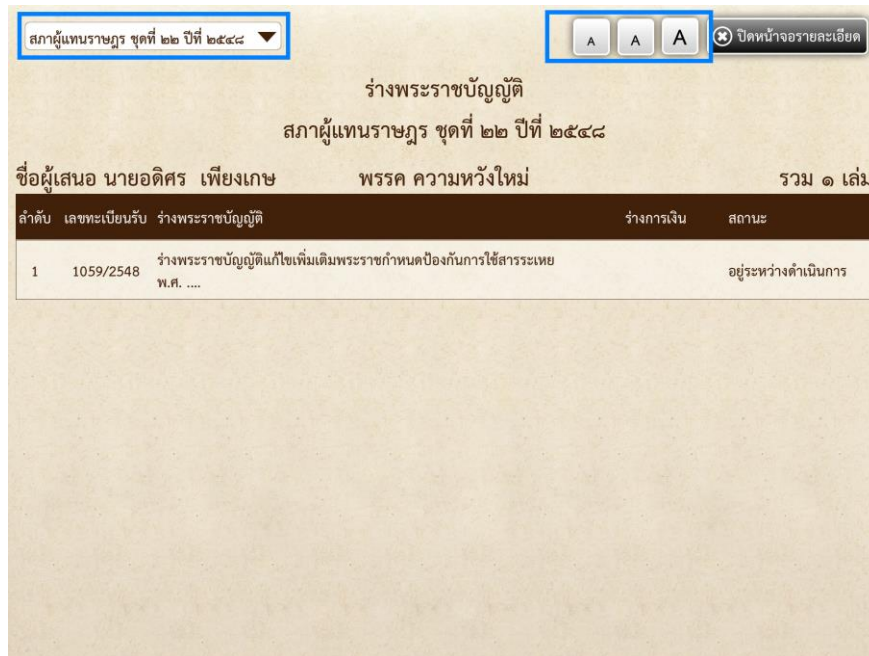 สภาผู้แทนราษฎร ชุดที่ ๒๒ ปีที่ ๒๕๔๘ A A A ปิดหน้าจอรายละเอียด
ร่างพระราชบัญญัติ
สภาผู้แทนราษฎร ชุดที่ ๒๒ ปีที่ ๒๕๔๘
ชื่อผู้เสนอ นายอดิศร เพียงเกษ พรรค ความหวังใหม่ รวม ๑ เล่ม
ลำดับ เลขทะเบียนรับ ร่างพระราชบัญญัติ ร่างการเงิน สถานะ
1 1059/2548 ร่างพระราชบัญญัติแก้ไขเพิ่มเติมพระราชกำหนดป้องกันการใช้สารระเหย อยู่ระหว่างดำเนินการ
พ.ศ. ....